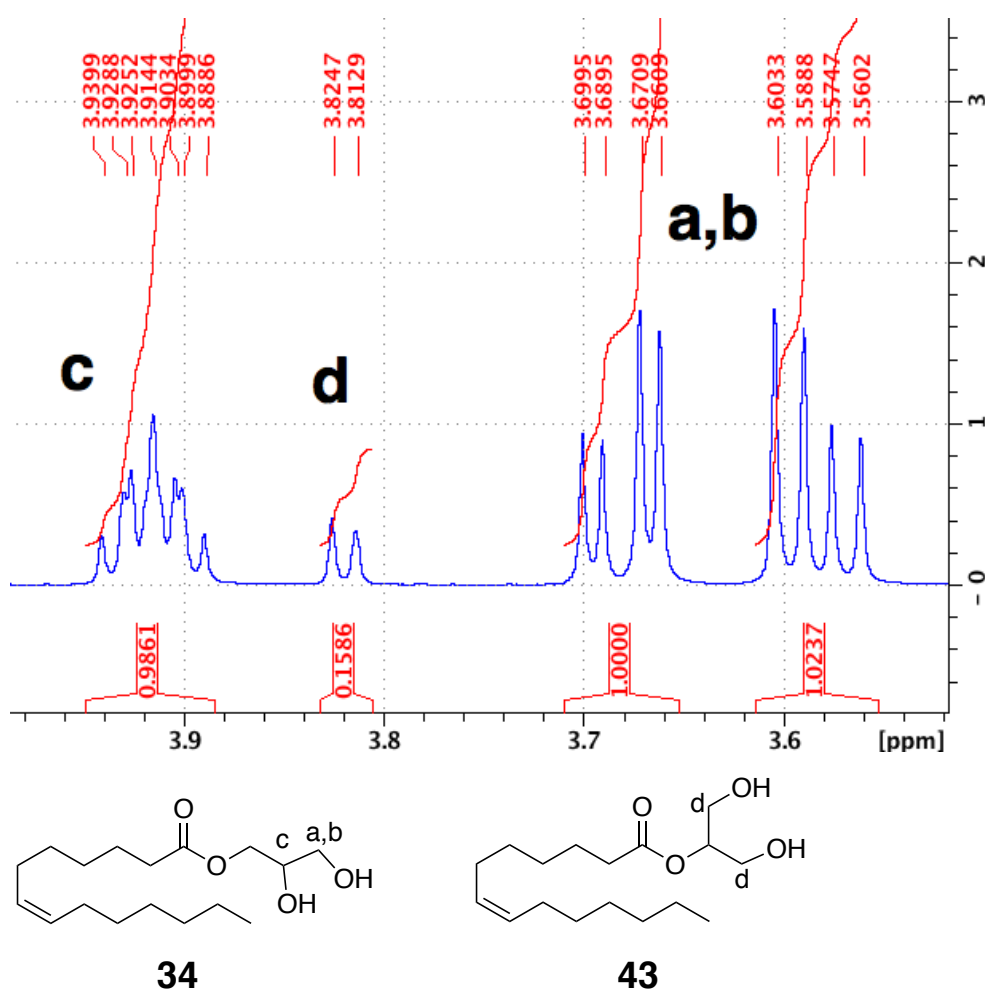 3.9399 3.9288 3.9252 3.9144 3.9034 3.8999 3.8886 3.8247 3.8129 3.6995 3.6895 3.6709 3.6609 3.6033 3.5888 3.5747 3.5602
3
a,b
2
c d
1
0
0.9861 0.1586 1.0000 1.0237
3.9 3.8 3.7 3.6 [ppm]
O c a,b O OH OH
O d OH O OH d
34 43